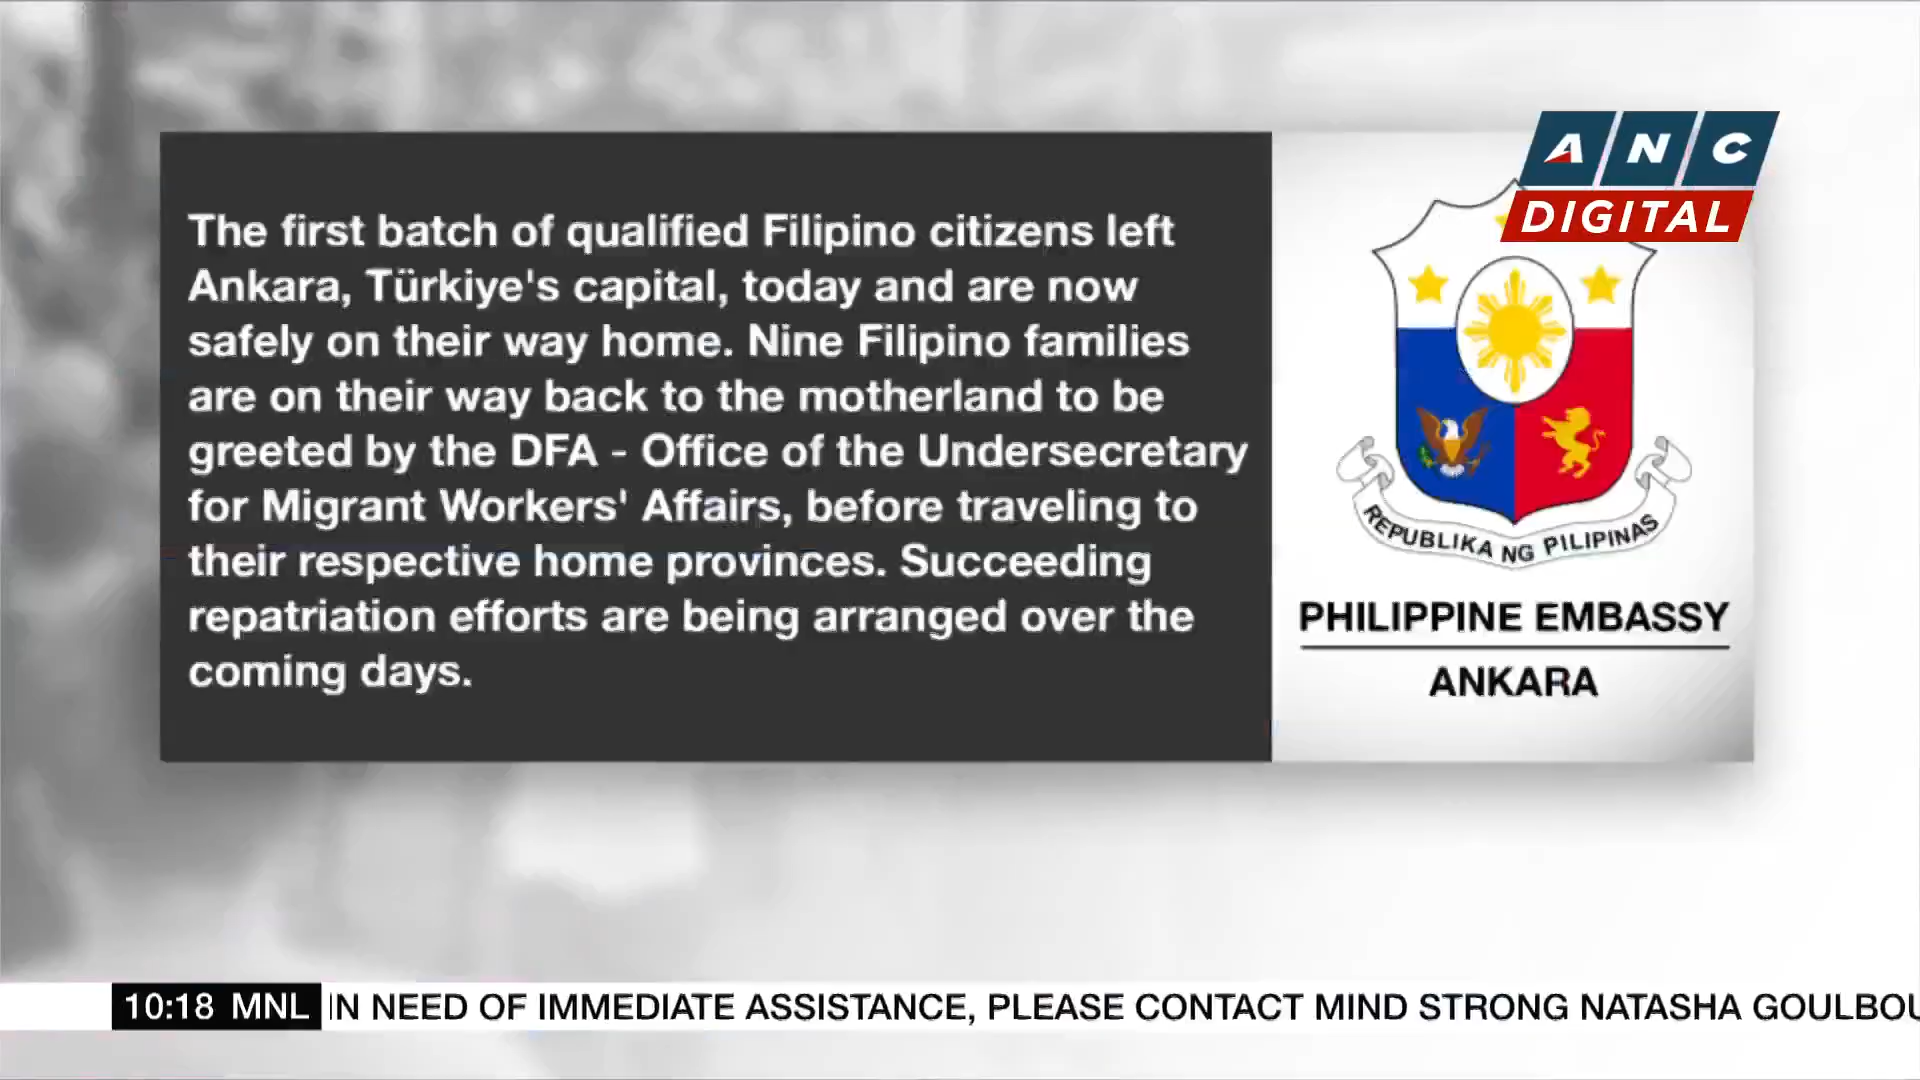 ANC
DIGITAL
The first batch of qualified Filipino citizens left
Ankara, Türkiye's capital, today and are now
safely on their way home. Nine Filipino families
are on their way back to the motherland to be
greeted by the DFA - Office of the Undersecretary
for Migrant Workers' Affairs, before traveling to
their respective home provinces. Succeeding
repatriation efforts are being arranged over the
coming days.
REPUBLIKA NG PILIPINAS
PHILIPPINE EMBASSY
ANKARA
10:18 MNL IN NEED OF IMMEDIATE ASSISTANCE, PLEASE CONTACT MIND STRONG NATASHA